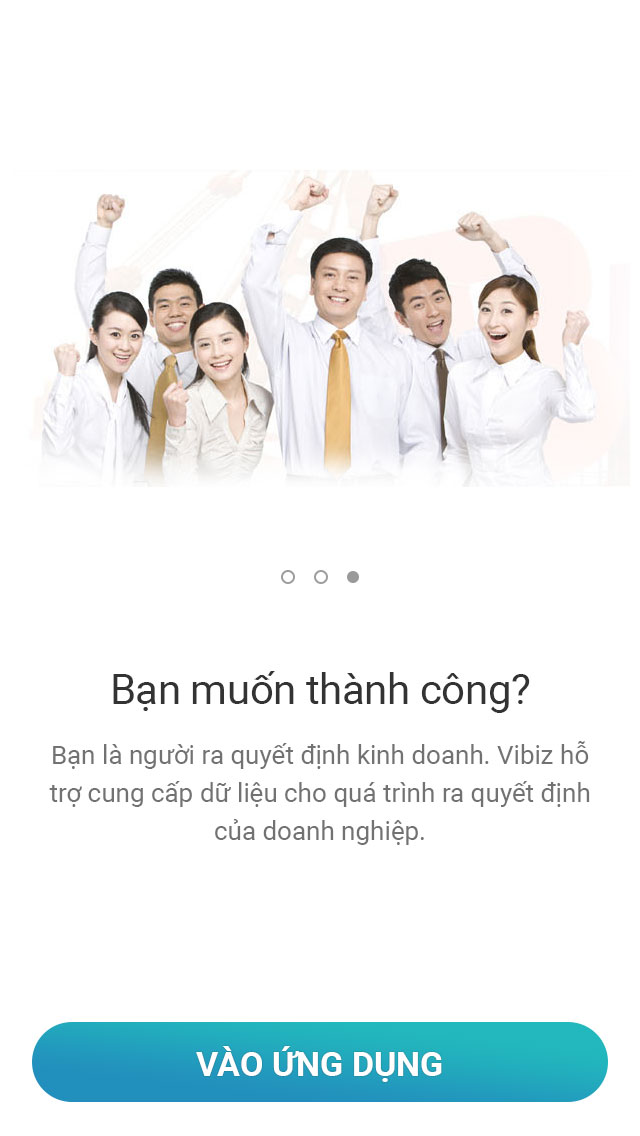 Bạn muốn thành công?
Bạn là người ra quyết định kinh doanh. Vibiz hỗ
trợ cung cấp dữ liệu cho quá trình ra quyết định
của doanh nghiệp.
VÀO ỨNG DỤNG